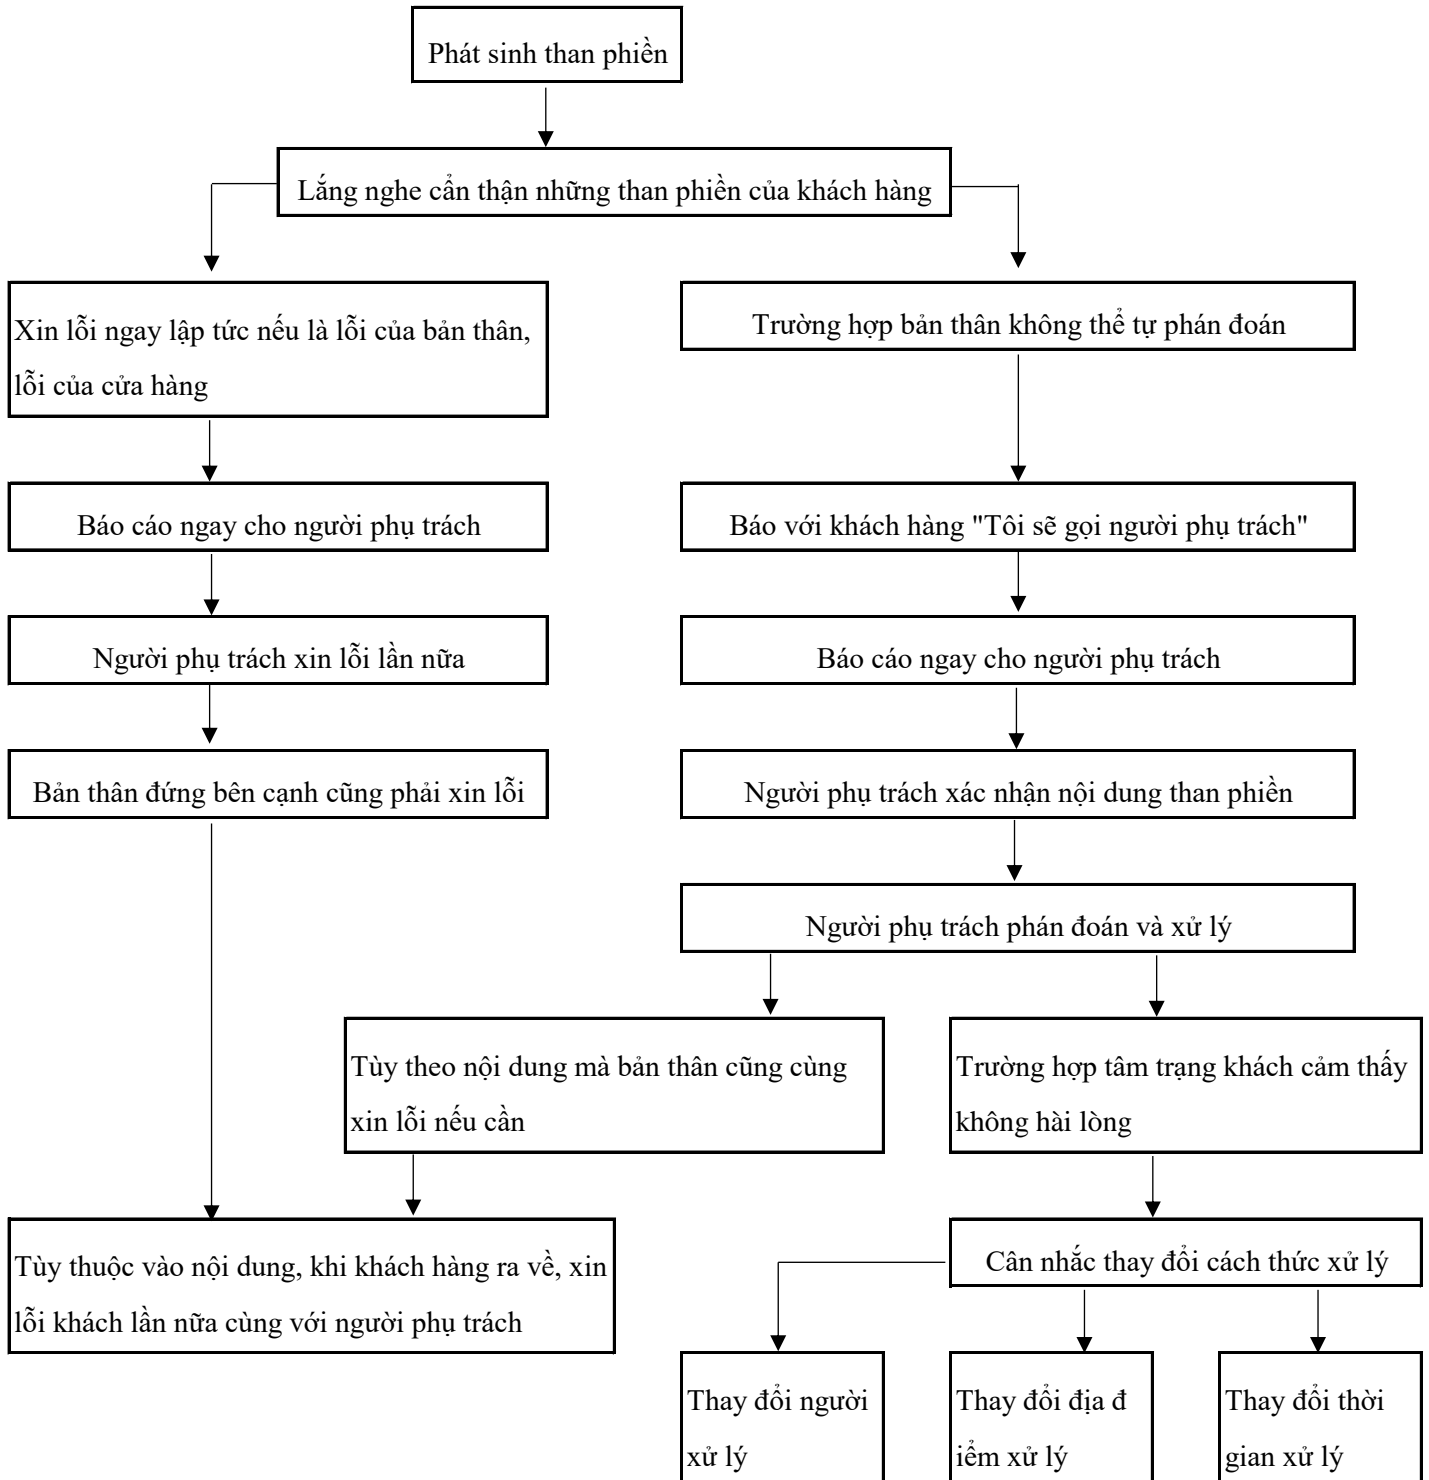 Phát sinh than phiền
Lắng nghe cẩn thận những than phiền của khách hàng
Xin lỗi ngay lập tức nếu là lỗi của bản thân,
lỗi của cửa hàng
Trường hợp bản thân không thể tự phán đoán
Báo cáo ngay cho người phụ trách
Báo với khách hàng "Tôi sẽ gọi người phụ trách"
Người phụ trách xin lỗi lần nữa
Báo cáo ngay cho người phụ trách
Bản thân đứng bên cạnh cũng phải xin lỗi
Người phụ trách xác nhận nội dung than phiền
Người phụ trách phán đoán và xử lý
Tùy theo nội dung mà bản thân cũng cùng
xin lỗi nếu cần
Trường hợp tâm trạng khách cảm thấy
không hài lòng
Tùy thuộc vào nội dung, khi khách hàng ra về, xin
lỗi khách lần nữa cùng với người phụ trách
Cân nhắc thay đổi cách thức xử lý
Thay đổi người
xử lý
Thay đổi địa đ
iểm xử lý
Thay đổi thời
gian xử lý